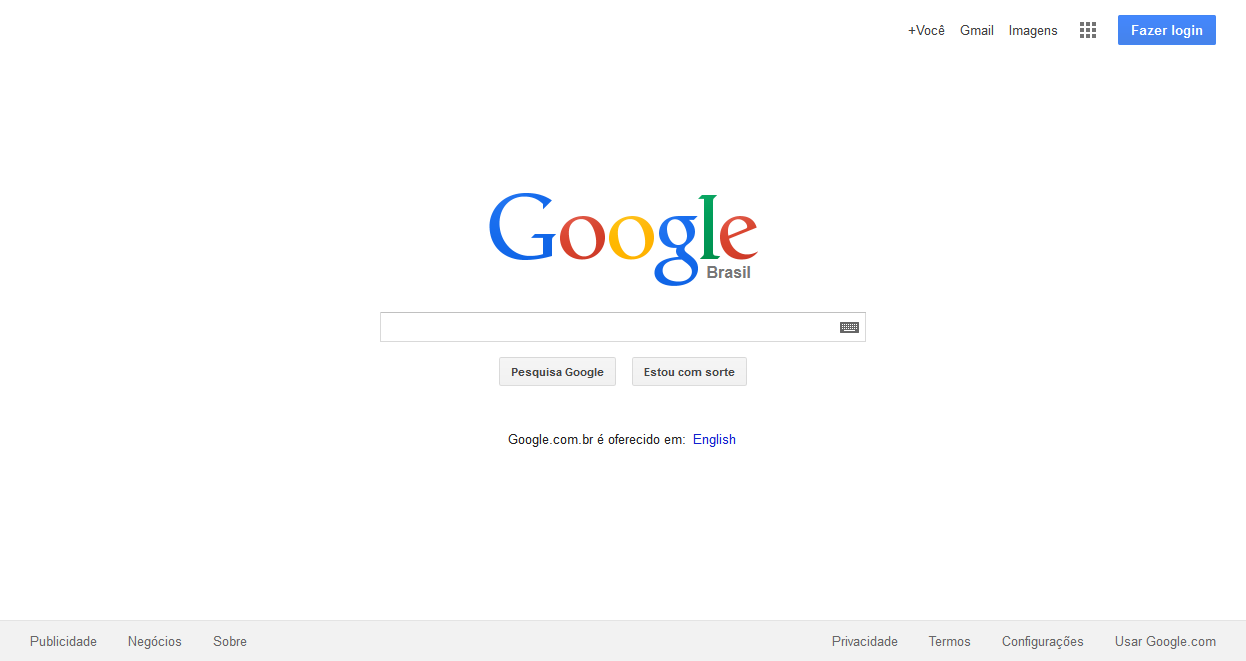 +Você Gmail Imagens Fazer login
Google
Brasil
Pesquisa Google Estou com sorte
Google.com.br é oferecido em: English
Publicidade Negócios Sobre Privacidade Termos Configurações Usar Google.com